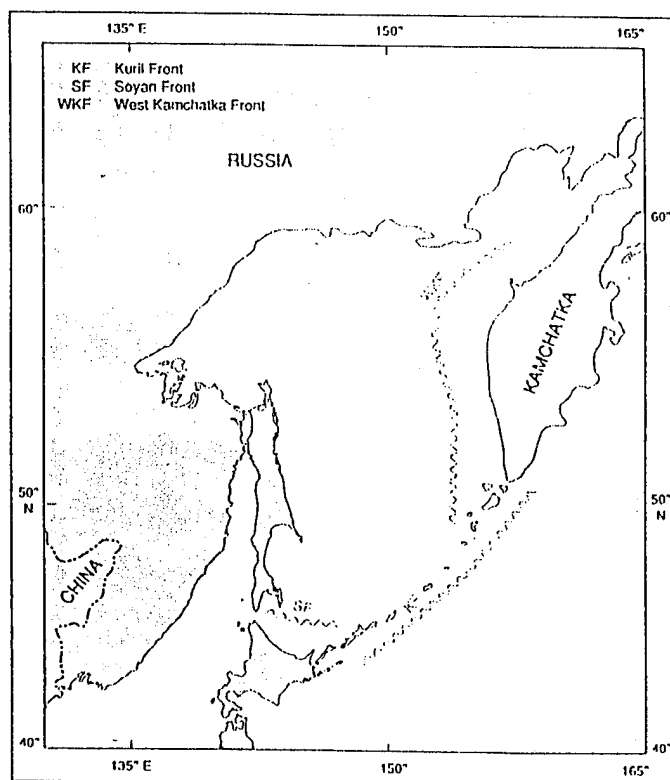 135° E 150° 165°
KF Kuril Front
SF Soyan Front
WKF West Kamchatka Front
RUSSIA
60° 60°
KAMCHATKA
50° N 50° N
CHINA
SF
KF
40° 40°
135° E 150° 165°